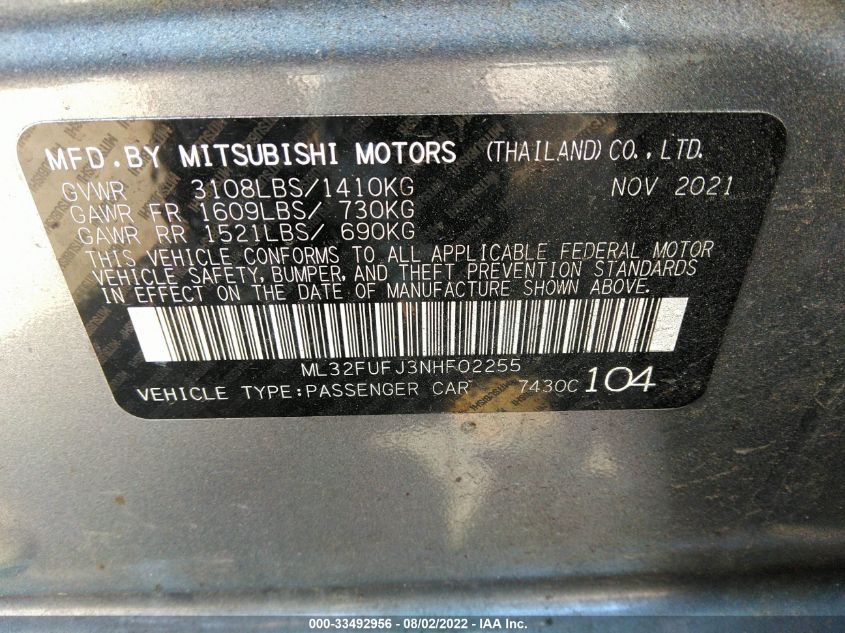 MFD.BY MITSUBISHI MOTORS (THAILAND)CO.,LTD.
GVWR 3108LBS/1410KG NOV 2021
GAWR FR 1609LBS/ 730KG
GAWR RR 1521LBS/ 690KG
THIS VEHICLE CONFORMS TO ALL APPLICABLE FEDERAL MOTOR
VEHICLE SAFETY, BUMPER, AND THEFT PREVENTION STANDARDS
IN EFFECT ON THE DATE OF MANUFACTURE SHOWN ABOVE.
ML32FUFJ3NHF02255
VEHICLE TYPE:PASSENGER CAR 7430C 104
000-33492956 - 08/02/2022 - IAA Inc.